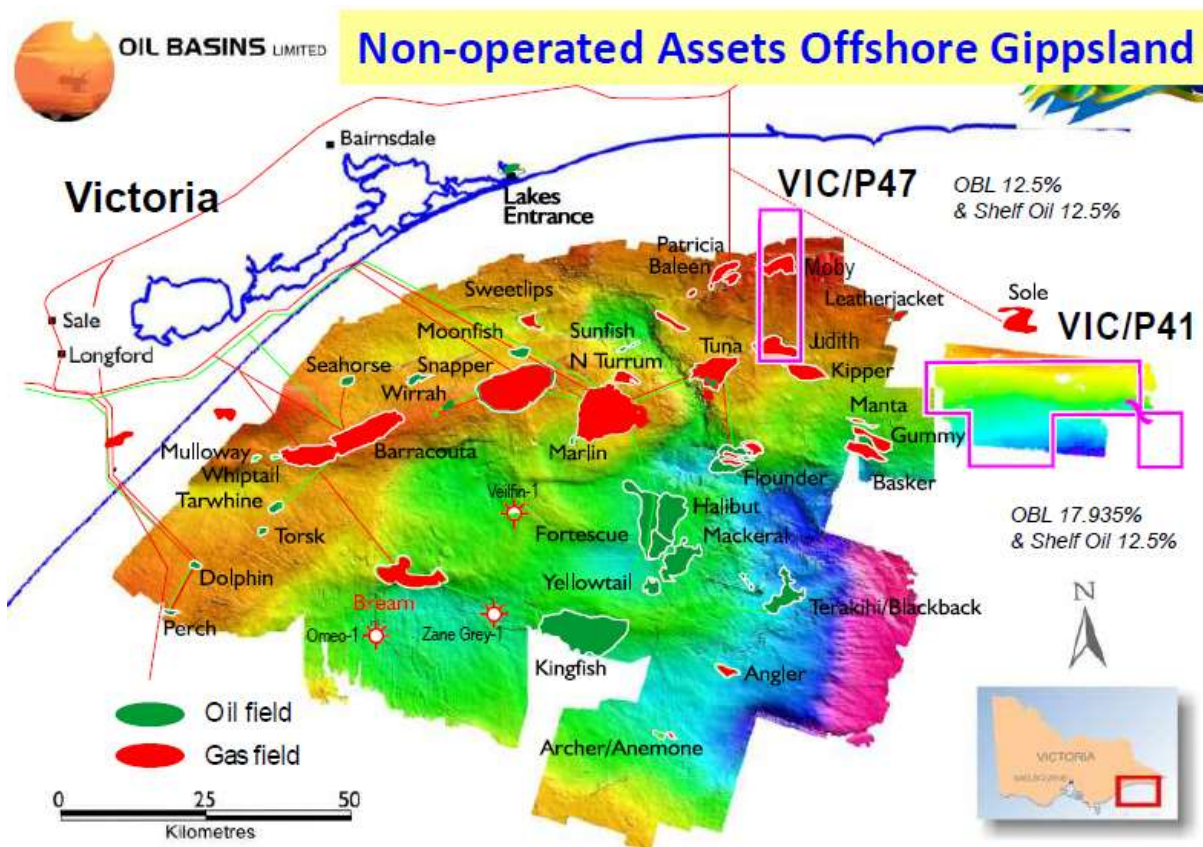 OIL BASINS LIMITED
Non-operated Assets Offshore Gippsland
Bairnsdale
Victoria
Lakes
Entrance
VIC/P47
OBL 12.5%
& Shelf Oil 12.5%
Patricia
Baleen
Moby
Sweetlips
Leatherjacket
Sole
Sale
Moonfish
Sunfish
VIC/P41
Longford
Tuna
Judith
Seahorse
Snapper
N Turrum
Kipper
Wirrah
Manta
Mulloway
Barracouta
Marlin
Gummy
Whiptail
Flounder
Basker
Tarwhine
Veilfin-1
Halibut
Torsk
Fortescue
Mackeral
OBL 17.935%
& Shelf Oil 12.5%
Dolphin
Yellowtail
Bream
Terakihi/Blackback
N
Perch
Omeo-1
Zane Grey-1
Kingfish
Angler
Oil field
Gas field
Archer/Anemone
VICTORIA
MELBOURNE
0 25 50
Kilometres